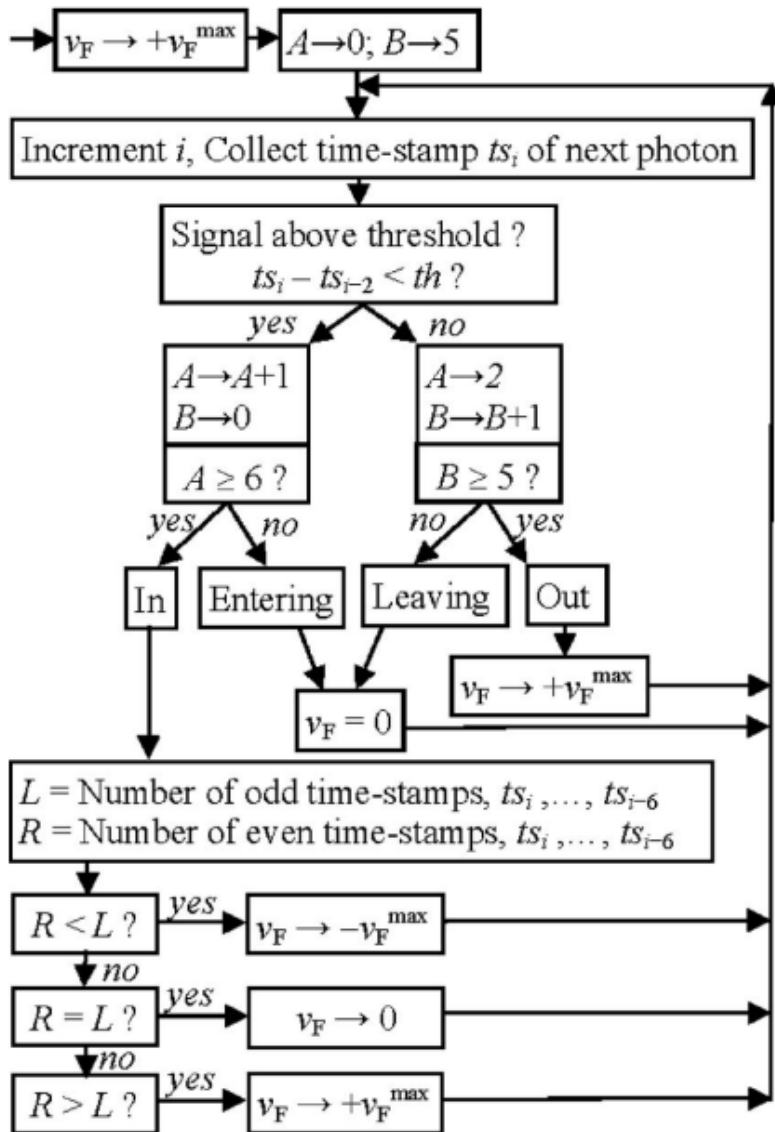 v_F → +v_F^max
A→0; B→5
Increment i, Collect time-stamp ts_i of next photon
Signal above threshold ?
ts_i – ts_{i–2} < th ?
yes
no
A→A+1
B→0
A→2
B→B+1
A ≥ 6 ?
B ≥ 5 ?
yes
no
no
yes
In
Entering
Leaving
Out
v_F → +v_F^max
v_F = 0
L = Number of odd time-stamps, ts_i ,..., ts_{i–6}
R = Number of even time-stamps, ts_i ,..., ts_{i–6}
R < L ?
yes
v_F → –v_F^max
no
R = L ?
yes
v_F → 0
no
R > L ?
yes
v_F → +v_F^max